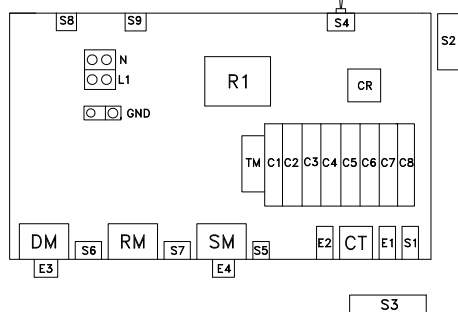 S8 S9 S4
S2
N
L1
R1
CR
GND
TM C1 C2 C3 C4 C5 C6 C7 C8
DM S6 RM S7 SM S5 E2 CT E1 S1
E3 E4
S3